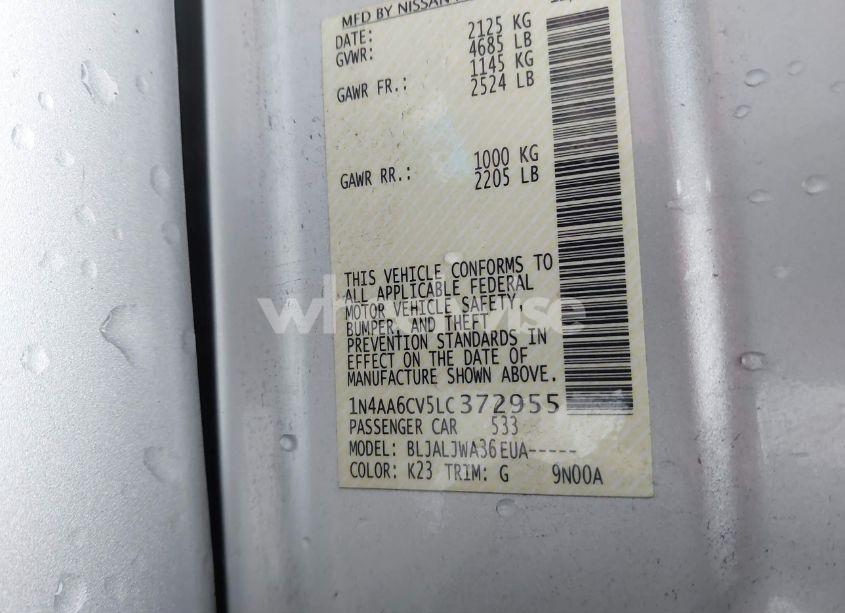 MFD BY NISSAN
DATE:
GVWR: 2125 KG
4685 LB
GAWR FR.: 1145 KG
2524 LB
GAWR RR.: 1000 KG
2205 LB
THIS VEHICLE CONFORMS TO
ALL APPLICABLE FEDERAL
MOTOR VEHICLE SAFETY,
BUMPER, AND THEFT
PREVENTION STANDARDS IN
EFFECT ON THE DATE OF
MANUFACTURE SHOWN ABOVE.
1N4AA6CV5LC372955
PASSENGER CAR 533
MODEL: BLJALJWA36EUA-----
COLOR: K23 TRIM: G 9N00A